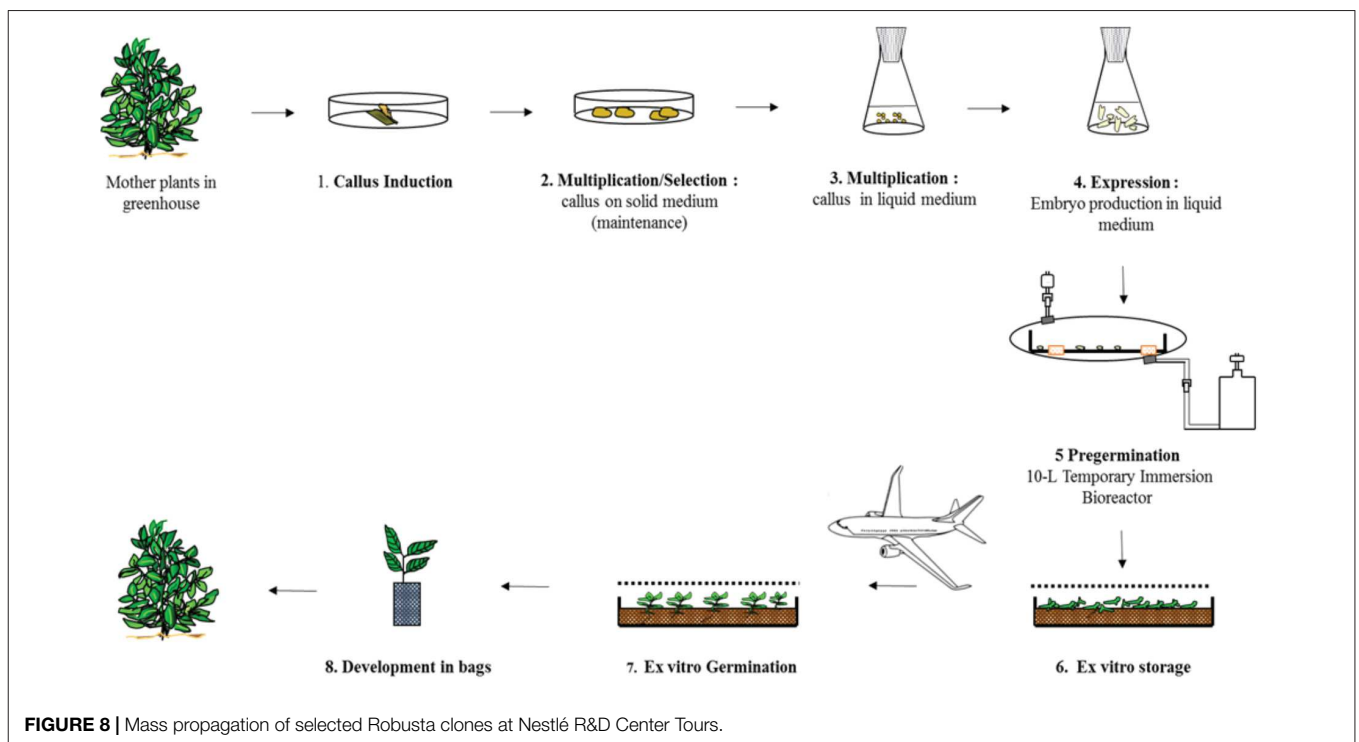 Mother plants in
greenhouse
1. Callus Induction
2. Multiplication/Selection :
callus on solid medium
(maintenance)
3. Multiplication :
callus in liquid medium
4. Expression :
Embryo production in liquid
medium
5 Pregermination
10-L Temporary Immersion
Bioreactor
6. Ex vitro storage
7. Ex vitro Germination
8. Development in bags
FIGURE 8 | Mass propagation of selected Robusta clones at Nestlé R&D Center Tours.